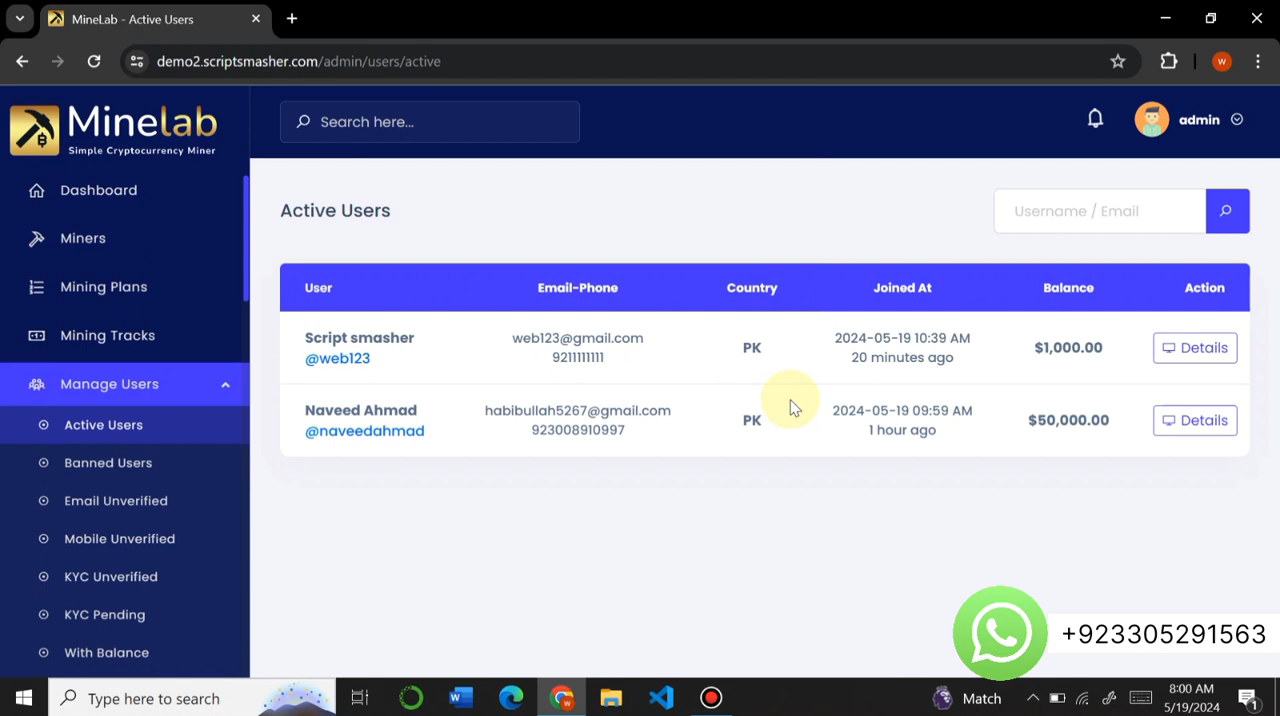 MineLab - Active Users
demo2.scriptsmasher.com/admin/users/active
W
Minelab
Simple Cryptocurrency Miner
Search here...
admin
Dashboard
Miners
Mining Plans
Mining Tracks
Manage Users
Active Users
Banned Users
Email Unverified
Mobile Unverified
KYC Unverified
KYC Pending
With Balance
Active Users
Username / Email
User Email-Phone Country Joined At Balance Action
Script smasher
@web123
web123@gmail.com
9211111111
PK
2024-05-19 10:39 AM
20 minutes ago
$1,000.00
Details
Naveed Ahmad
@naveedahmad
habibullah5267@gmail.com
923008910997
PK
2024-05-19 09:59 AM
1 hour ago
$50,000.00
Details
+923305291563
Type here to search
Match
8:00 AM
5/19/2024
1